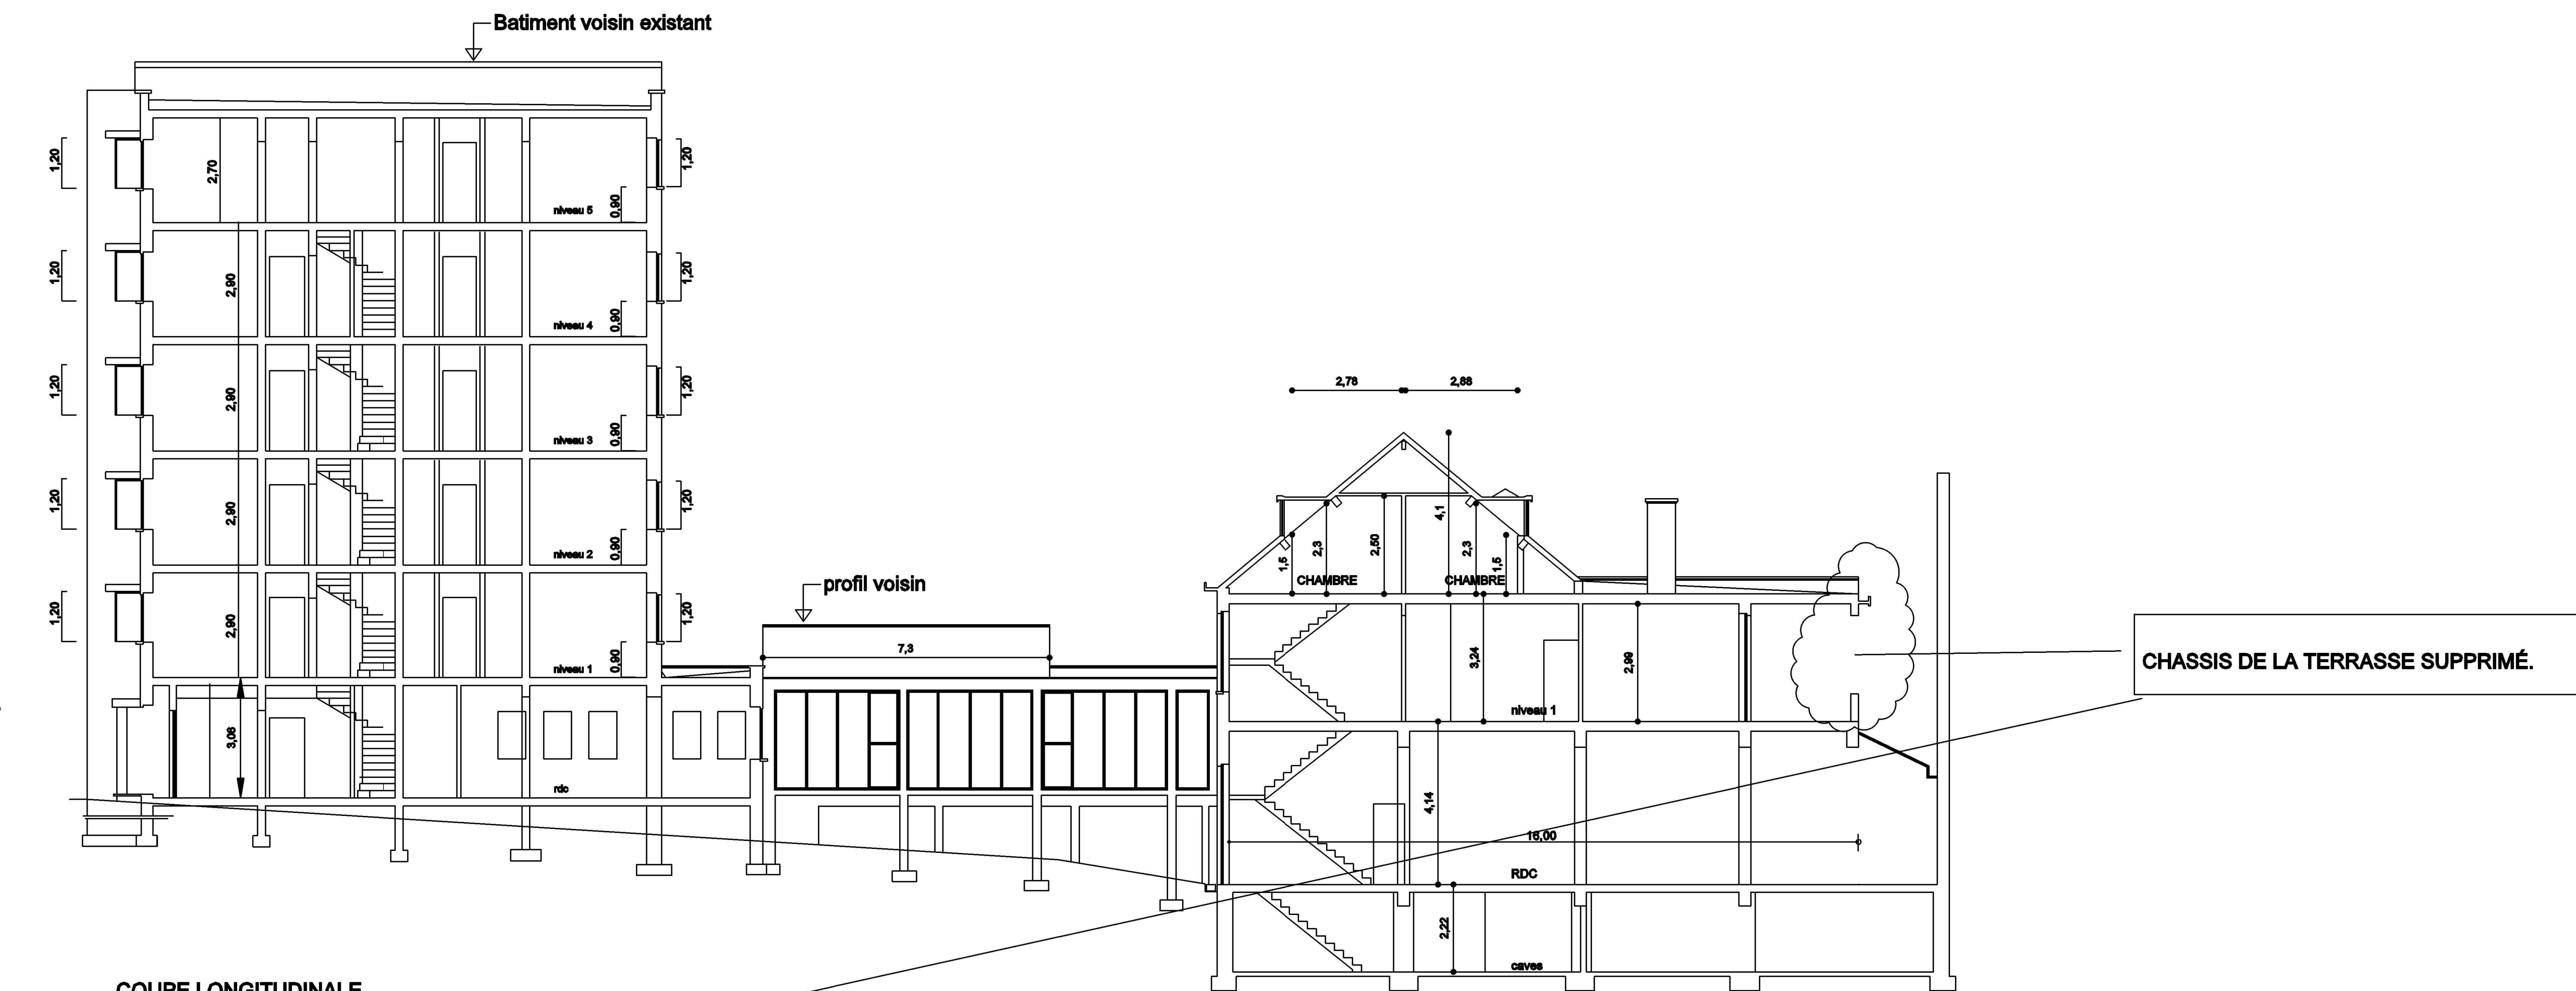 Batiment voisin existant
1,20
2,70
niveau 5
0,90
1,20
1,20
2,90
niveau 4
0,90
1,20
1,20
2,90
niveau 3
0,90
1,20
1,20
2,90
niveau 2
0,90
1,20
1,20
2,90
niveau 1
0,90
1,20
3,06
rdc
profil voisin
7,3
2,78
2,88
1,5
2,3
2,50
4,1
2,3
1,5
CHAMBRE
CHAMBRE
3,24
2,99
niveau 1
4,14
16,00
RDC
2,22
caves
CHASSIS DE LA TERRASSE SUPPRIMÉ.
COUPE LONGITUDINALE